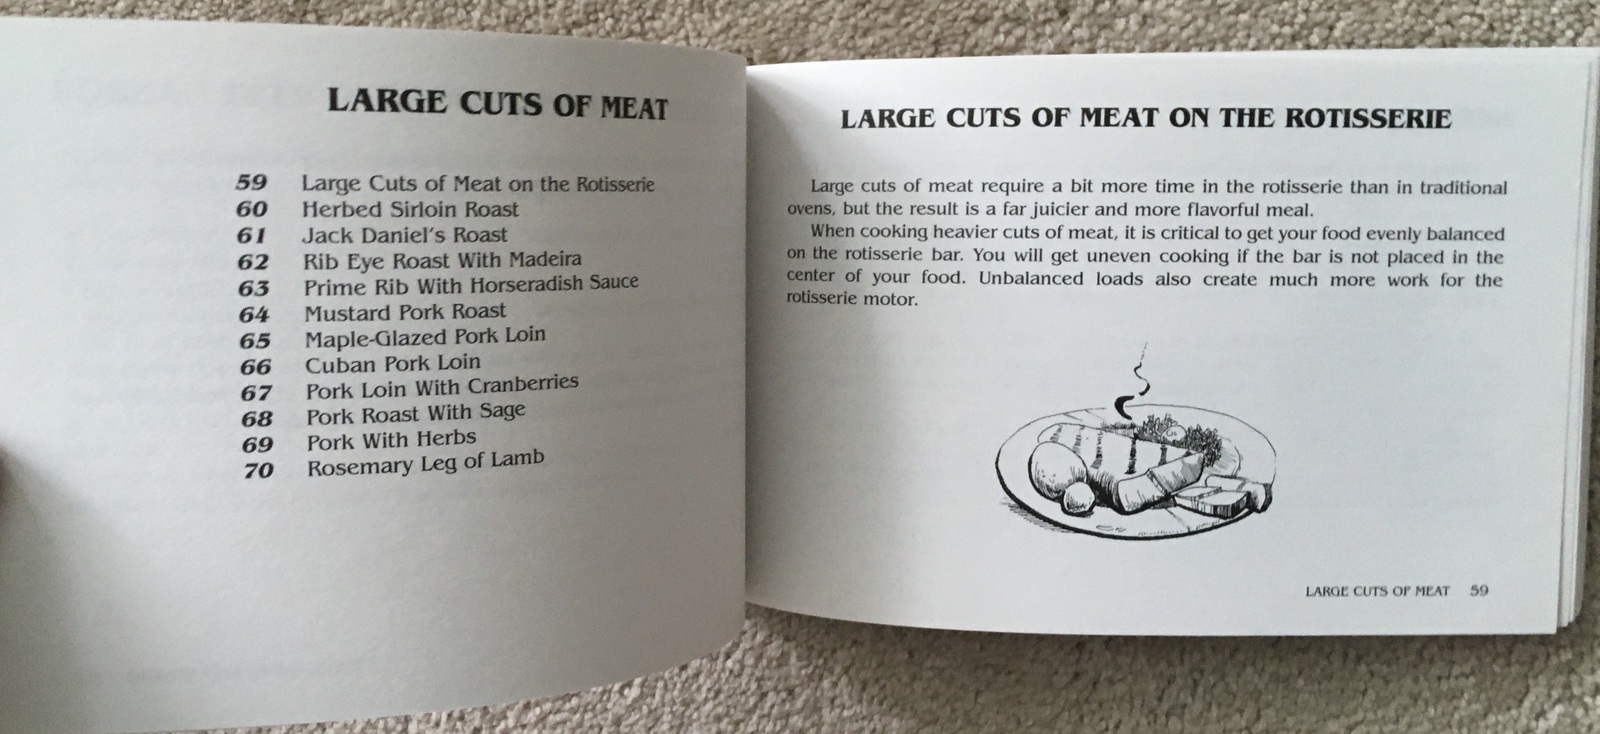 LARGE CUTS OF MEAT
59 Large Cuts of Meat on the Rotisserie
60 Herbed Sirloin Roast
61 Jack Daniel's Roast
62 Rib Eye Roast With Madeira
63 Prime Rib With Horseradish Sauce
64 Mustard Pork Roast
65 Maple-Glazed Pork Loin
66 Cuban Pork Loin
67 Pork Loin With Cranberries
68 Pork Roast With Sage
69 Pork With Herbs
70 Rosemary Leg of Lamb
LARGE CUTS OF MEAT ON THE ROTISSERIE
Large cuts of meat require a bit more time in the rotisserie than in traditional
ovens, but the result is a far juicier and more flavorful meal.
When cooking heavier cuts of meat, it is critical to get your food evenly balanced
on the rotisserie bar. You will get uneven cooking if the bar is not placed in the
center of your food. Unbalanced loads also create much more work for the
rotisserie motor.
LARGE CUTS OF MEAT 59